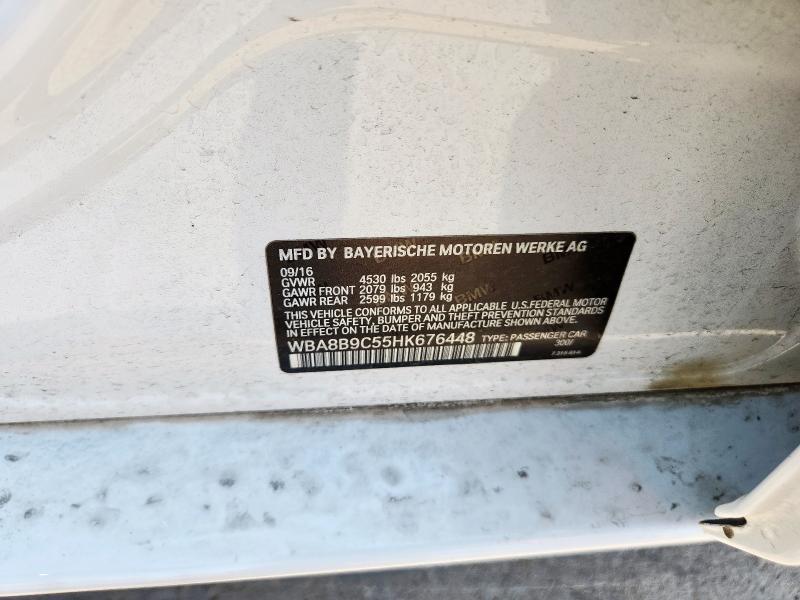 MFD BY BAYERISCHE MOTOREN WERKE AG
09/16
GVWR 4530 lbs 2055 kg
GAWR FRONT 2079 lbs 943 kg
GAWR REAR 2599 lbs 1179 kg
THIS VEHICLE CONFORMS TO ALL APPLICABLE U.S.FEDERAL MOTOR
VEHICLE SAFETY, BUMPER AND THEFT PREVENTION STANDARDS
IN EFFECT ON THE DATE OF MANUFACTURE SHOWN ABOVE.
WBA8B9C55HK676448 TYPE: PASSENGER CAR
300/
BMW